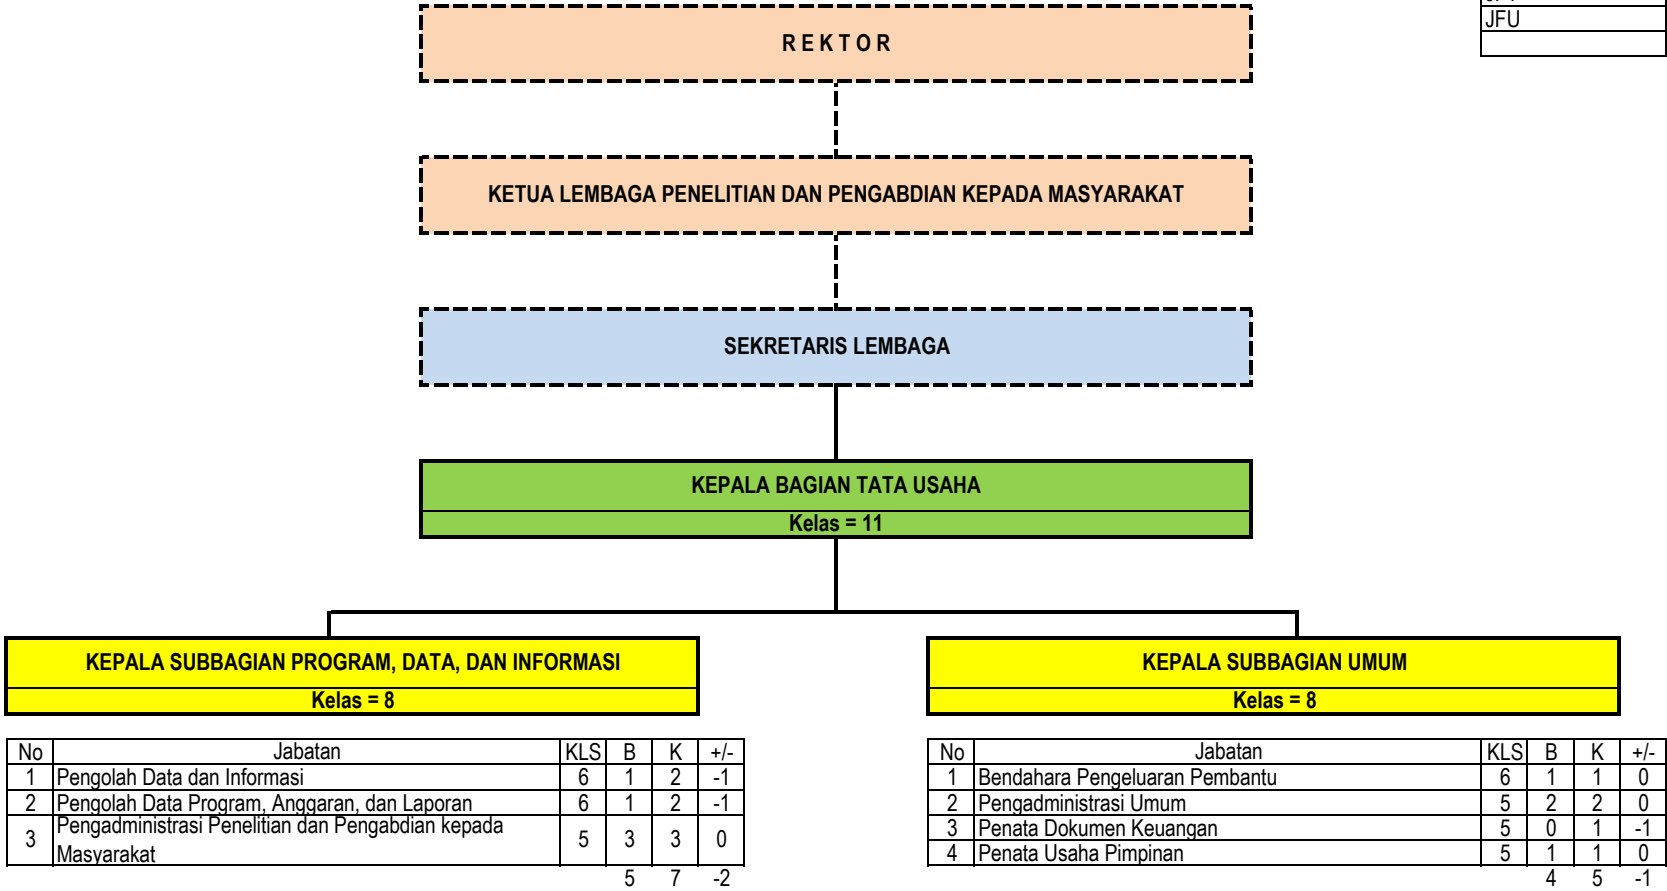 JFU
R E K T O R
KETUA LEMBAGA PENELITIAN DAN PENGABDIAN KEPADA MASYARAKAT
SEKRETARIS LEMBAGA
KEPALA BAGIAN TATA USAHA
Kelas = 11
KEPALA SUBBAGIAN PROGRAM, DATA, DAN INFORMASI
Kelas = 8
No Jabatan KLS B K +/-
1 Pengolah Data dan Informasi 6 1 2 -1
2 Pengolah Data Program, Anggaran, dan Laporan 6 1 2 -1
3 Pengadministrasi Penelitian dan Pengabdian kepada
Masyarakat 5 3 3 0
5 7 -2
KEPALA SUBBAGIAN UMUM
Kelas = 8
No Jabatan KLS B K +/-
1 Bendahara Pengeluaran Pembantu 6 1 1 0
2 Pengadministrasi Umum 5 2 2 0
3 Penata Dokumen Keuangan 5 0 1 -1
4 Penata Usaha Pimpinan 5 1 1 0
4 5 -1